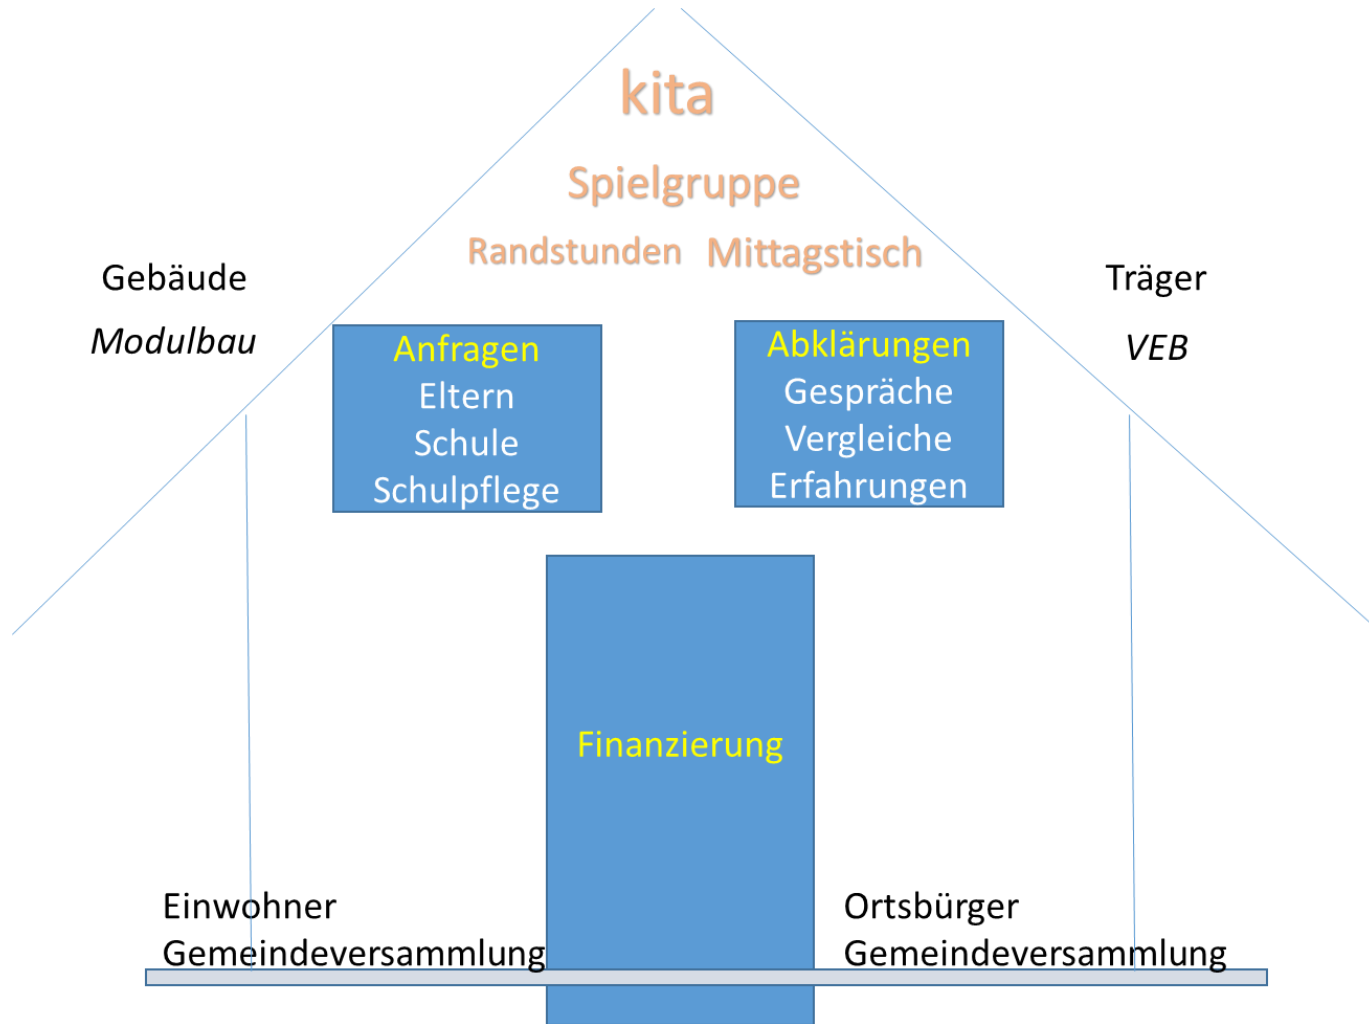 kita
Spielgruppe
Randstunden Mittagstisch
Gebäude
Modulbau
Träger
VEB
Anfragen
Eltern
Schule
Schulpflege
Abklärungen
Gespräche
Vergleiche
Erfahrungen
Finanzierung
Einwohner
Gemeindeversammlung
Ortsbürger
Gemeindeversammlung